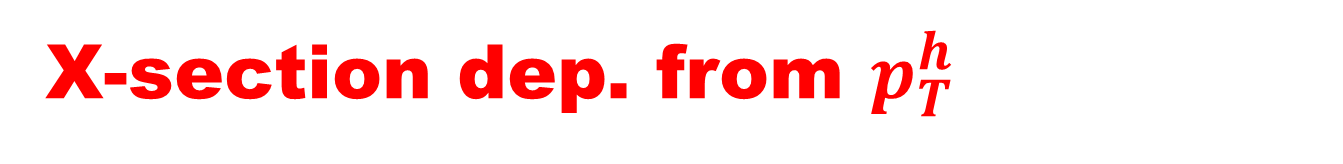 X-section dep. from $p_T^h$